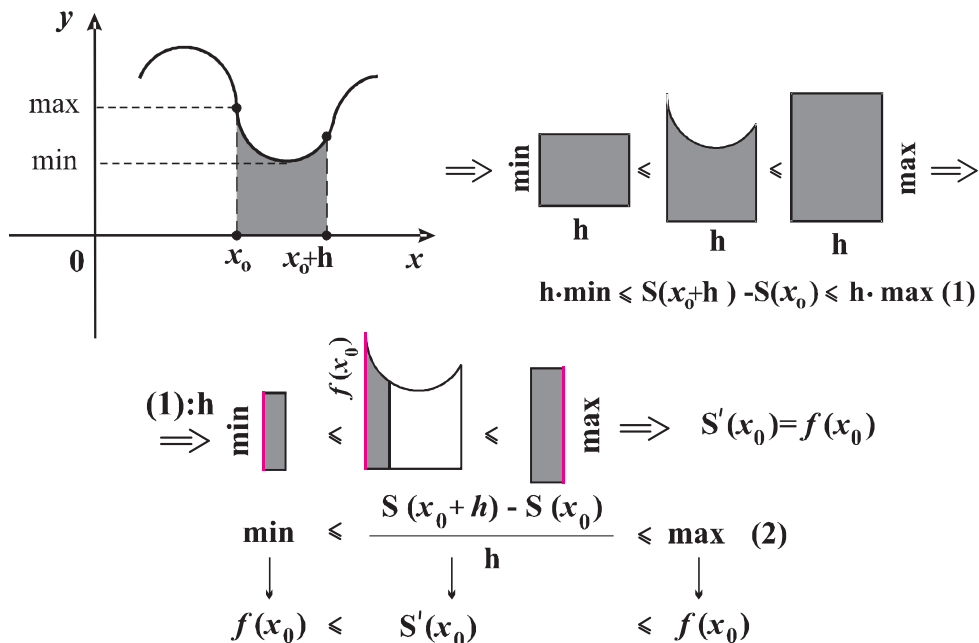 y
max
min
0 x₀ x₀+h x
⇒ min h ⩽ h ⩽ h max ⇒
h·min ⩽ S(x₀+h) -S(x₀) ⩽ h· max (1)
(1):h
⇒ min ⩽ f(x₀) ⩽ max ⇒ S'(x₀)=f(x₀)
min ⩽ S (x₀+ h) - S (x₀) / h ⩽ max (2)
↓ ↓ ↓
f(x₀) ⩽ S'(x₀) ⩽ f(x₀)